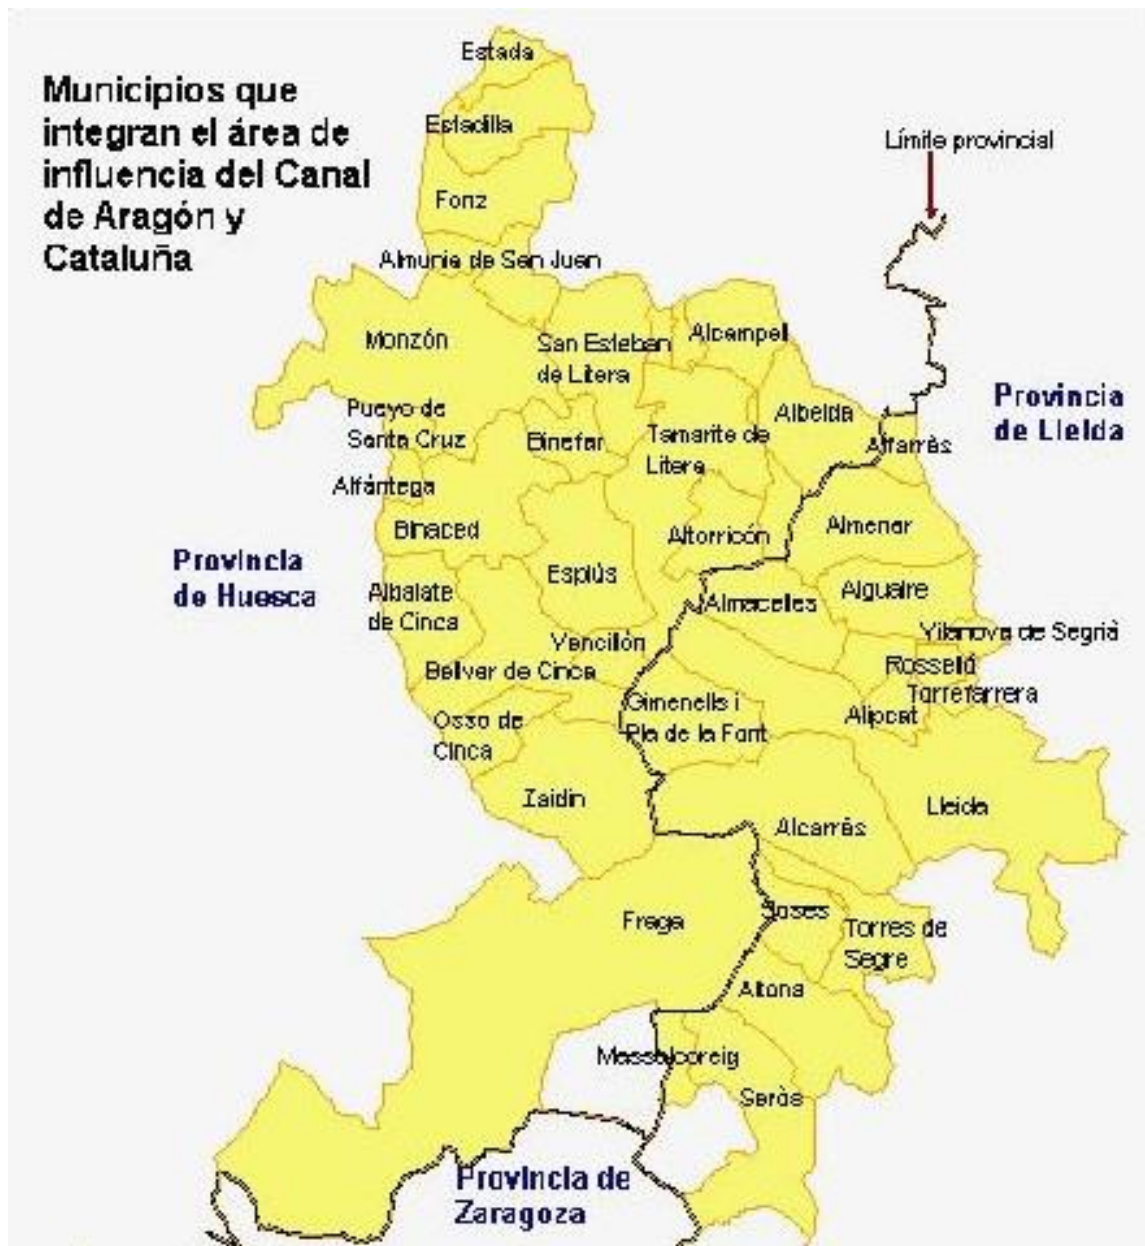 Municipios que
integran el área de
influencia del Canal
de Aragón y
Cataluña
Estada
Estadilla
Fonz
Almunia de San Juan
Límite provincial
Monzón
San Esteban
de Litera
Alcampel
Provincia
de Lleida
Pueyo de
Santa Cruz
Binefar
Tamarite de
Litera
Albelda
Alfarràs
Alfántega
Binaced
Altorricón
Almenar
Provincia
de Huesca
Albalate
de Cinca
Esplús
Almacelles
Alguaire
Vilanova de Segrià
Vencillón
Rosselló
Belver de Cinca
Torrefarrera
Gimenells i
Pla de la Font
Alipcat
Osso de
Cinca
Zaidin
Lleida
Alcarràs
Fraga
Soses
Torres de
Segre
Aitona
Massalcoreig
Seròs
Provincia de
Zaragoza